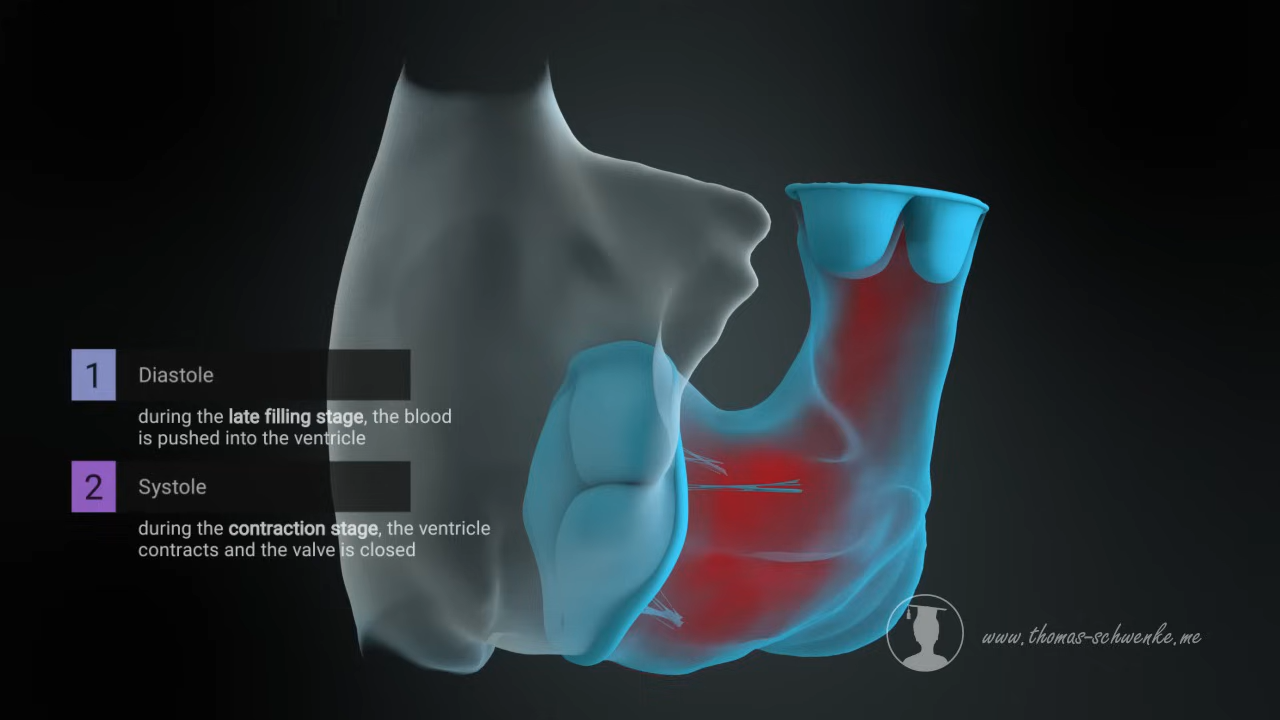 1 Diastole
during the late filling stage, the blood
is pushed into the ventricle
2 Systole
during the contraction stage, the ventricle
contracts and the valve is closed
www.thomas-schwenke.me